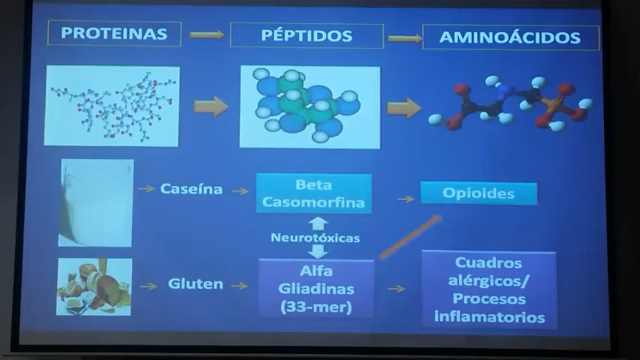 PROTEINAS
PÉPTIDOS
AMINOÁCIDOS
Caseína
Beta
Casomorfina
Opioides
Neurotóxicas
Gluten
Alfa
Gliadinas
(33-mer)
Cuadros
alérgicos/
Procesos
inflamatorios